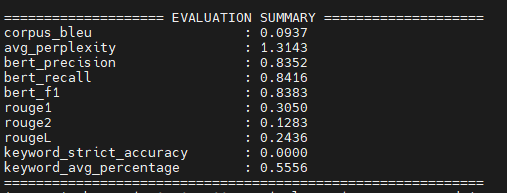 ==================== EVALUATION SUMMARY ====================
corpus_bleu : 0.0937
avg_perplexity : 1.3143
bert_precision : 0.8352
bert_recall : 0.8416
bert_f1 : 0.8383
rouge1 : 0.3050
rouge2 : 0.1283
rougeL : 0.2436
keyword_strict_accuracy : 0.0000
keyword_avg_percentage : 0.5556
============================================================